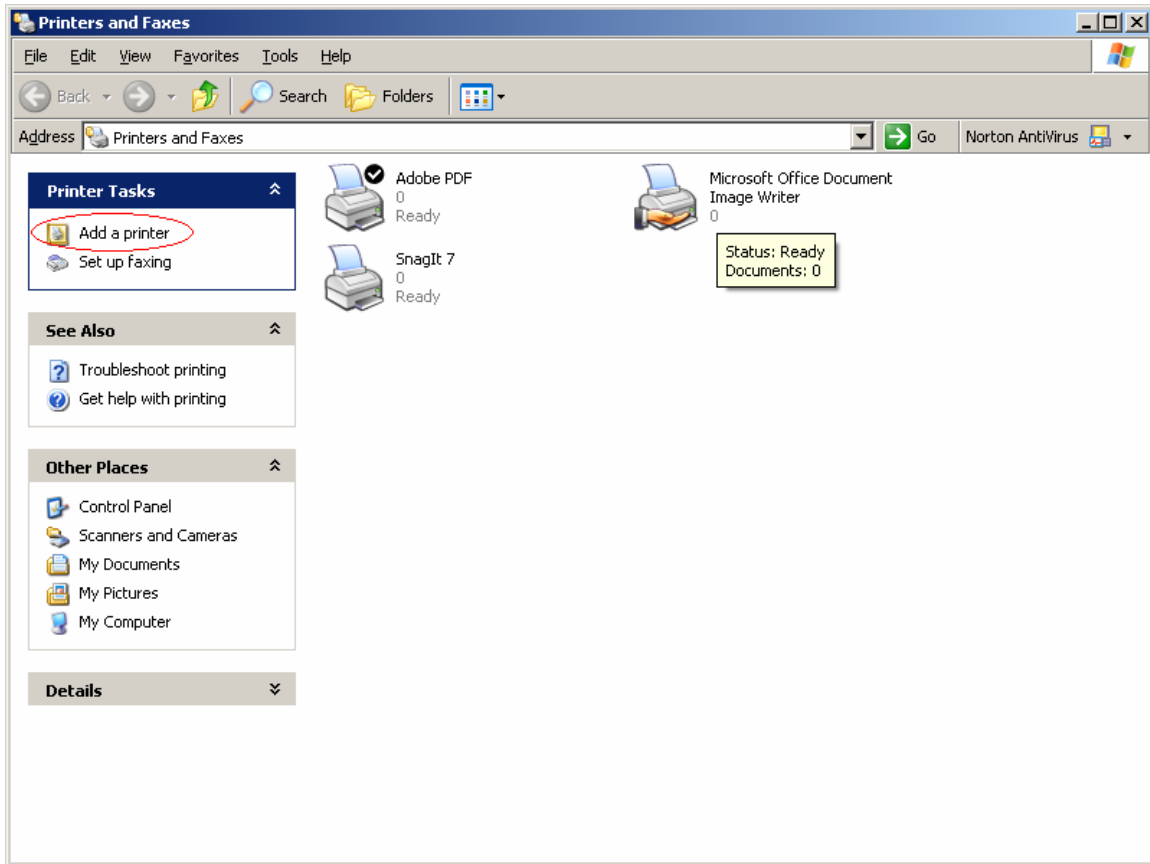 Printers and Faxes
File Edit View Favorites Tools Help
Back Search Folders
Address Printers and Faxes Go Norton AntiVirus
Printer Tasks
Add a printer
Set up faxing
See Also
Troubleshoot printing
Get help with printing
Other Places
Control Panel
Scanners and Cameras
My Documents
My Pictures
My Computer
Details
Adobe PDF
0
Ready
SnagIt 7
0
Ready
Microsoft Office Document
Image Writer
0
Status: Ready
Documents: 0